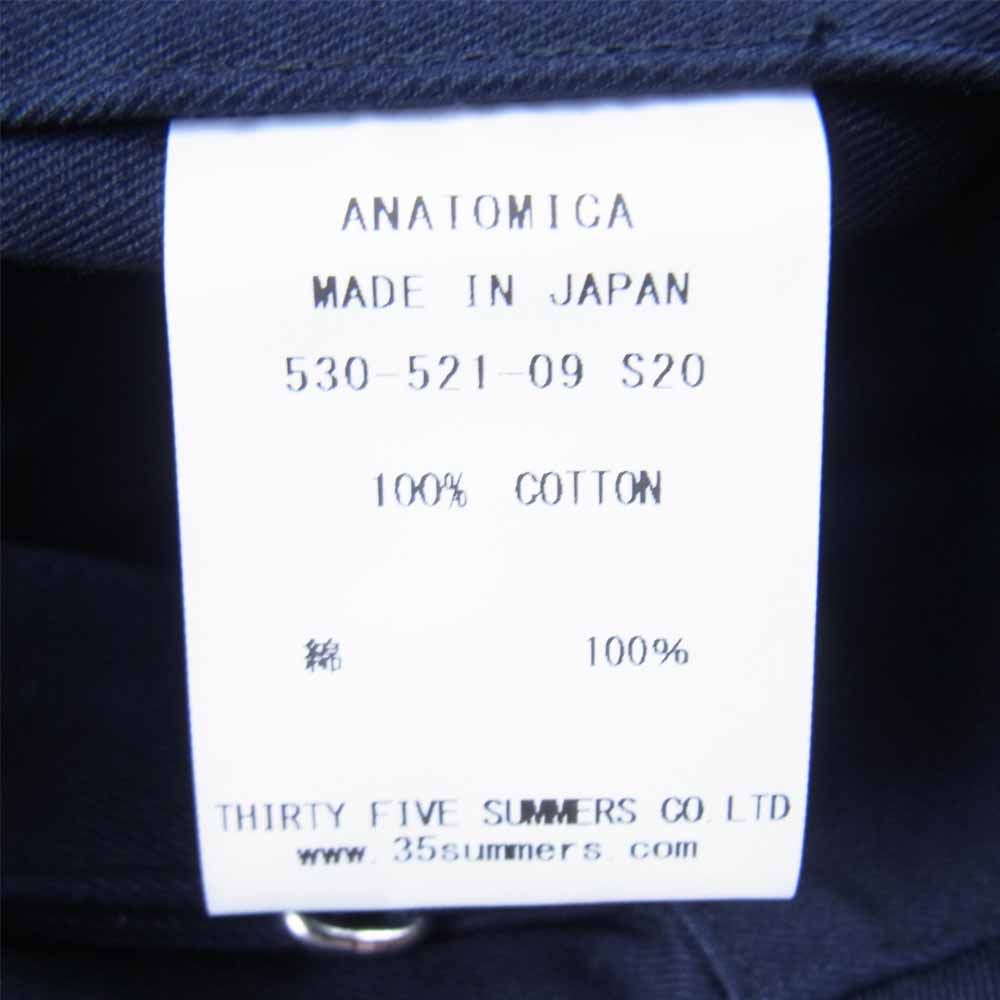 ANATOMICA
MADE IN JAPAN
530-521-09 S20
100% COTTON
綿 100%
THIRTY FIVE SUMMERS CO.LTD
www.35summers.com